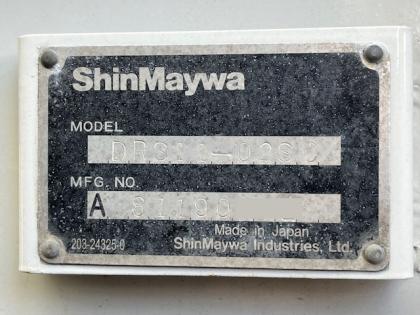 ShinMaywa
MODEL
MFG. NO.
A
Made in Japan
203-24325-0
ShinMaywa Industries, Ltd.